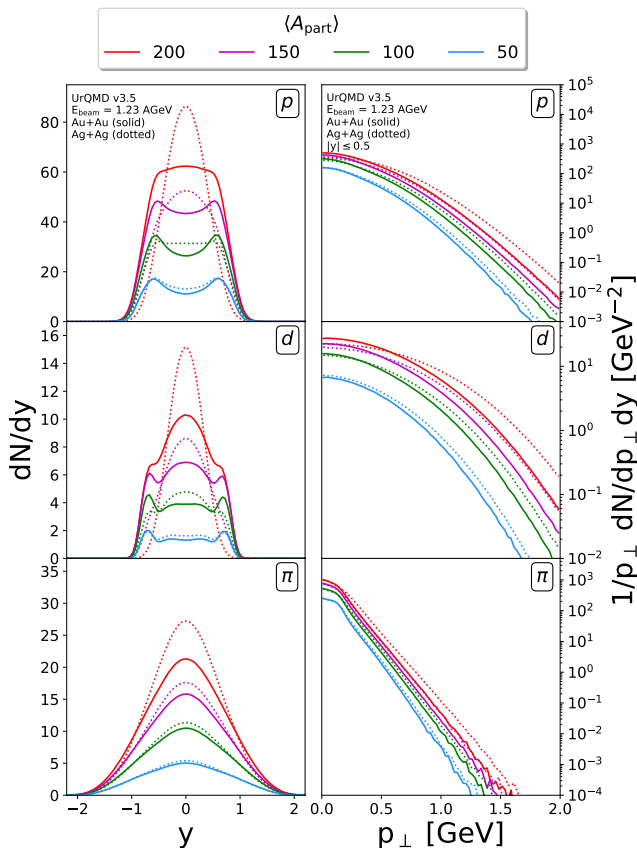 ⟨A_part⟩
200 150 100 50
UrQMD v3.5
E_beam = 1.23 AGeV
Au+Au (solid)
Ag+Ag (dotted)
p
80
60
40
20
0
UrQMD v3.5
E_beam = 1.23 AGeV
Au+Au (solid)
Ag+Ag (dotted)
|y| ≤ 0.5
p
10^5
10^4
10^3
10^2
10^1
10^0
10^-1
10^-2
10^-3
d
16
14
12
10
8
6
4
2
0
dN/dy
d
10^1
10^0
10^-1
10^-2
1/p⊥ dN/dp⊥dy [GeV^-2]
π
35
30
25
20
15
10
5
0
π
10^3
10^2
10^1
10^0
10^-1
10^-2
10^-3
10^-4
−2 −1 0 1 2
y
0.0 0.5 1.0 1.5 2.0
p⊥ [GeV]